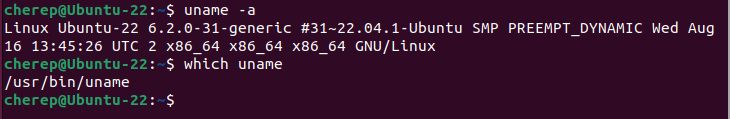 cherep@Ubuntu-22:~$ uname -a
Linux Ubuntu-22 6.2.0-31-generic #31~22.04.1-Ubuntu SMP PREEMPT_DYNAMIC Wed Aug
16 13:45:26 UTC 2 x86_64 x86_64 x86_64 GNU/Linux
cherep@Ubuntu-22:~$ which uname
/usr/bin/uname
cherep@Ubuntu-22:~$